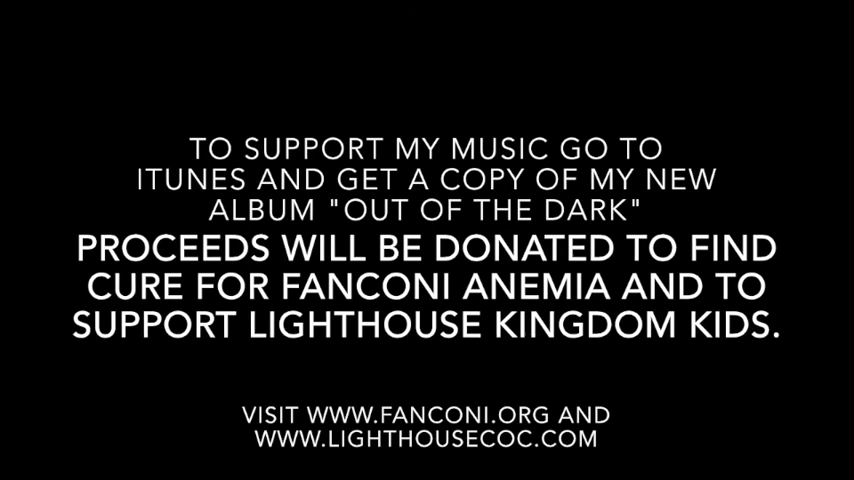 TO SUPPORT MY MUSIC GO TO
ITUNES AND GET A COPY OF MY NEW
ALBUM "OUT OF THE DARK"
PROCEEDS WILL BE DONATED TO FIND
CURE FOR FANCONI ANEMIA AND TO
SUPPORT LIGHTHOUSE KINGDOM KIDS.
VISIT WWW.FANCONI.ORG AND
WWW.LIGHTHOUSECOC.COM